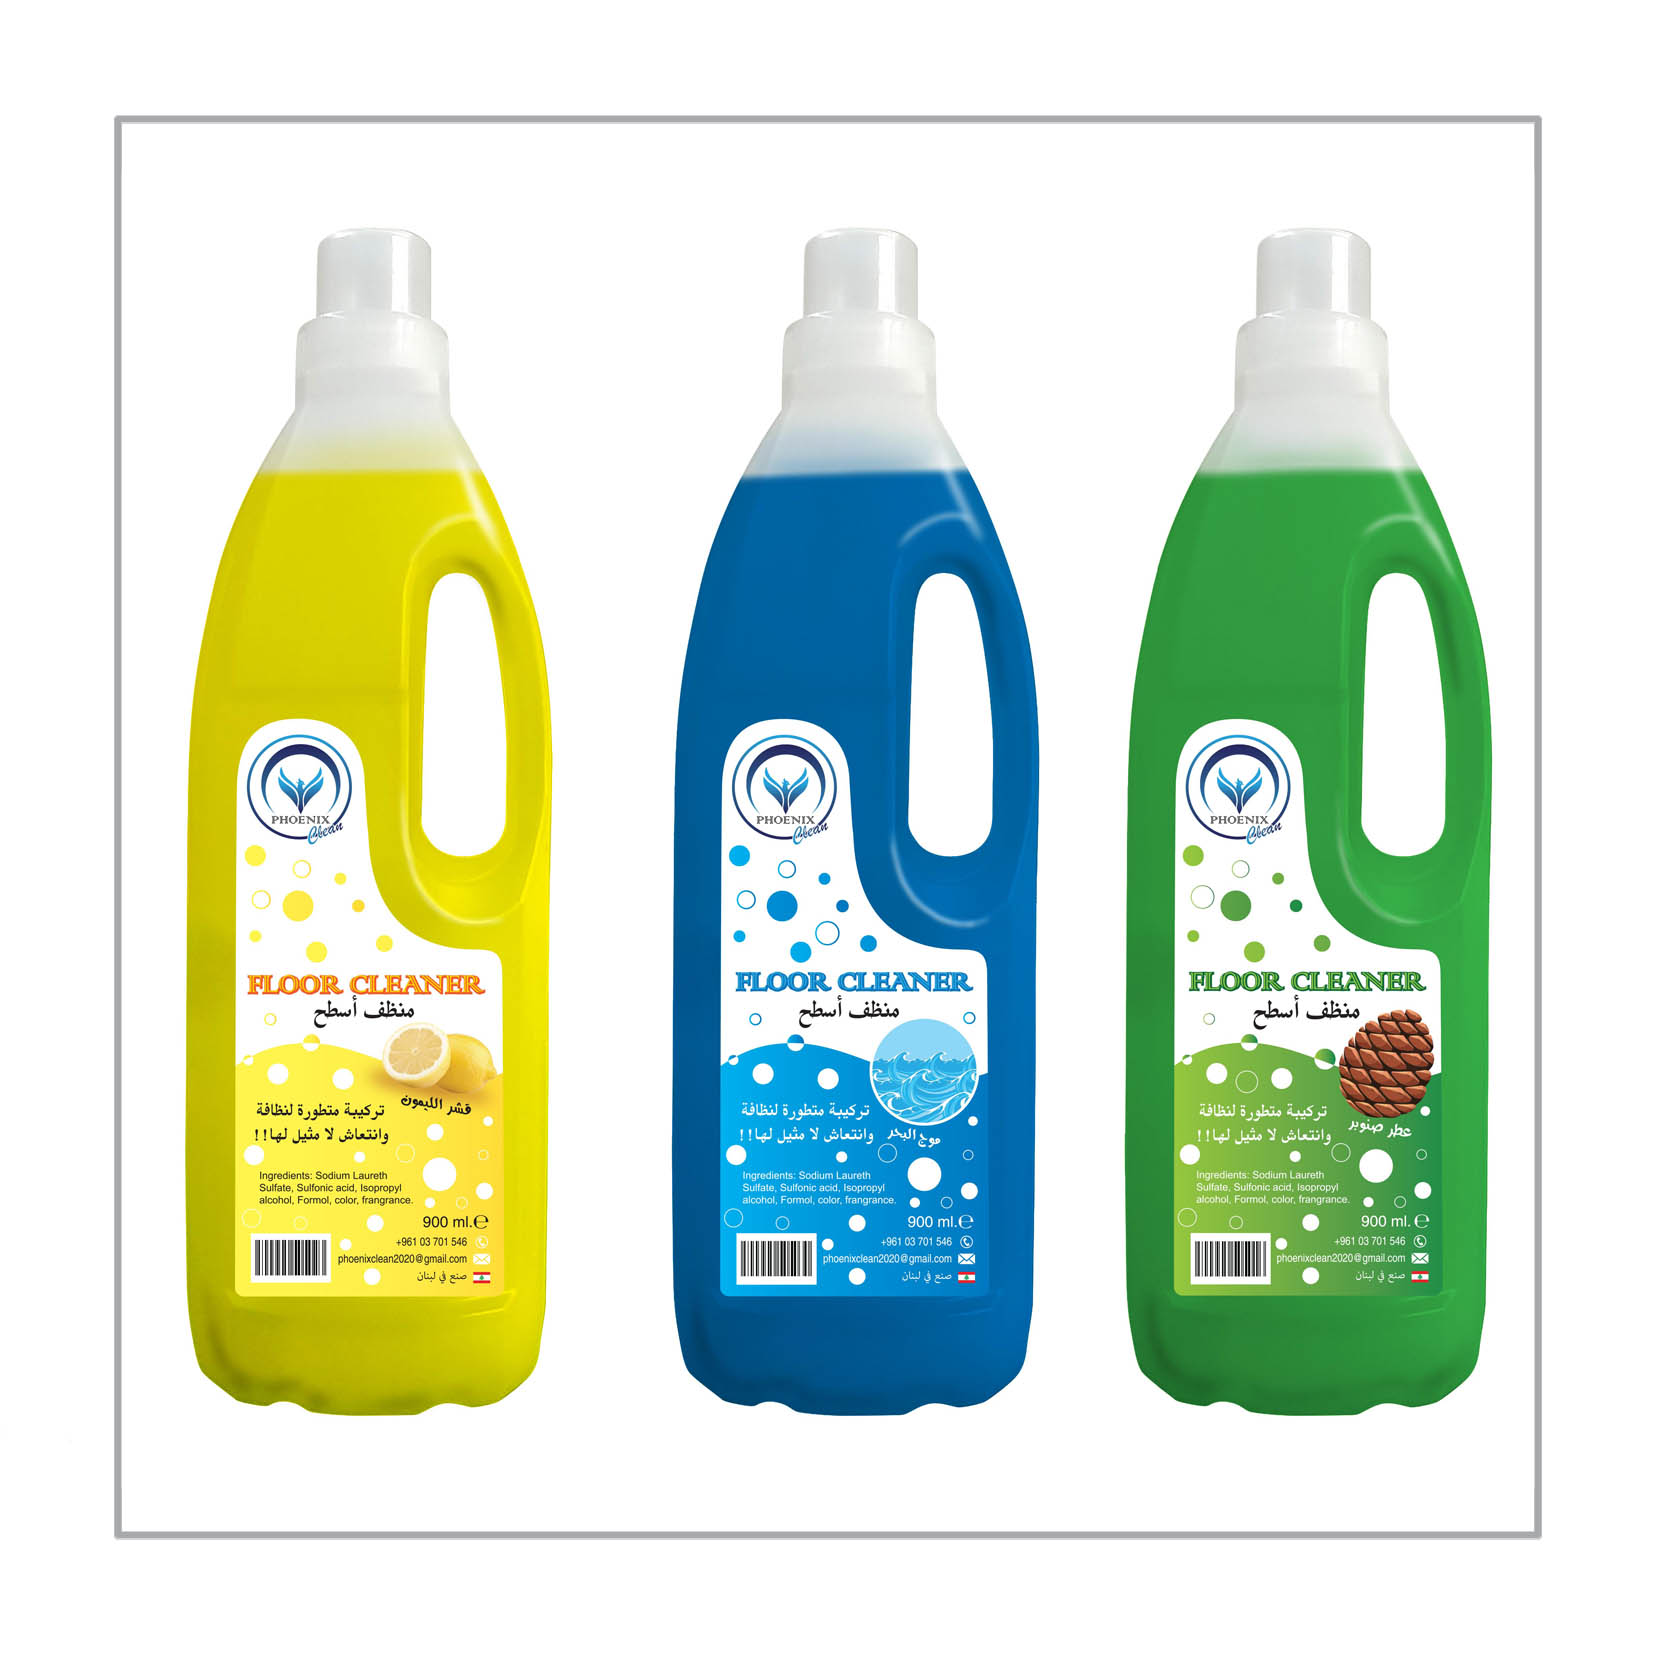 PHOENIX
Clean
FLOOR CLEANER
منظف أسطح
قشر الليمون
تركيبة متطورة لنظافة
وانتعاش لا مثيل لها!!
Ingredients: Sodium Laureth
Sulfate, Sulfonic acid, Isopropyl
alcohol, Formol, color, frangrance.
900 ml.℮
+961 03 701 546
phoenixclean2020@gmail.com
صنع في لبنان
PHOENIX
Clean
FLOOR CLEANER
منظف أسطح
تركيبة متطورة لنظافة
وانتعاش لا مثيل لها!!
موج البحر
Ingredients: Sodium Laureth
Sulfate, Sulfonic acid, Isopropyl
alcohol, Formol, color, frangrance.
900 ml.℮
+961 03 701 546
phoenixclean2020@gmail.com
صنع في لبنان
PHOENIX
Clean
FLOOR CLEANER
منظف أسطح
تركيبة متطورة لنظافة
وانتعاش لا مثيل لها!!
عطر صنوبر
Ingredients: Sodium Laureth
Sulfate, Sulfonic acid, Isopropyl
alcohol, Formol, color, frangrance.
900 ml.℮
+961 03 701 546
phoenixclean2020@gmail.com
صنع في لبنان